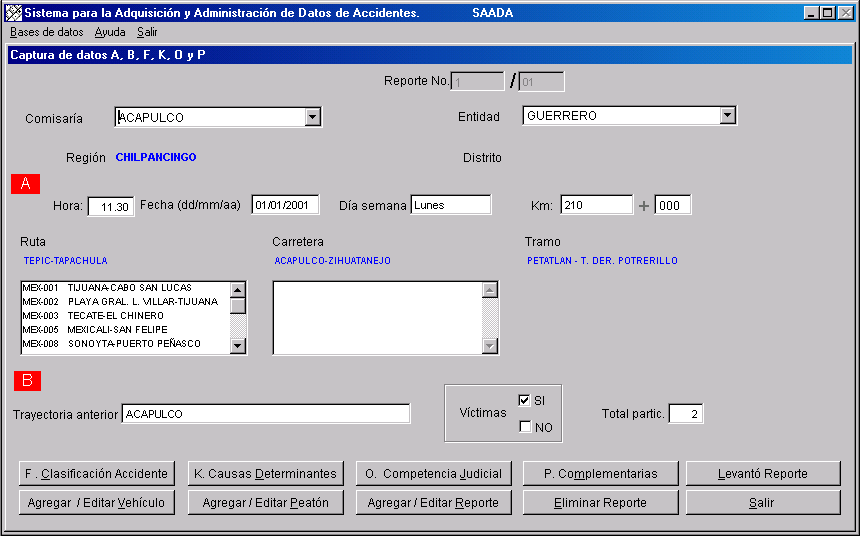 Sistema para la Adquisición y Administración de Datos de Accidentes. SAADA
Bases de datos Ayuda Salir
Captura de datos A, B, F, K, O y P
Reporte No. 1 / 01
Comisaría ACAPULCO Entidad GUERRERO
Región CHILPANCINGO Distrito
A
Hora: 11.30 Fecha (dd/mm/aa) 01/01/2001 Día semana Lunes Km: 210 + 000
Ruta Carretera Tramo
TEPIC-TAPACHULA ACAPULCO-ZIHUATANEJO PETATLAN - T. DER. POTRERILLO
MEX-001 TIJUANA-CABO SAN LUCAS
MEX-002 PLAYA GRAL. L. VILLAR-TIJUANA
MEX-003 TECATE-EL CHINERO
MEX-005 MEXICALI-SAN FELIPE
MEX-008 SONOYTA-PUERTO PEÑASCO
B
Trayectoria anterior ACAPULCO Víctimas SI NO Total partic. 2
F . Clasificación Accidente K. Causas Determinantes O. Competencia Judicial P. Complementarias Levantó Reporte
Agregar / Editar Vehículo Agregar / Editar Peatón Agregar / Editar Reporte Eliminar Reporte Salir